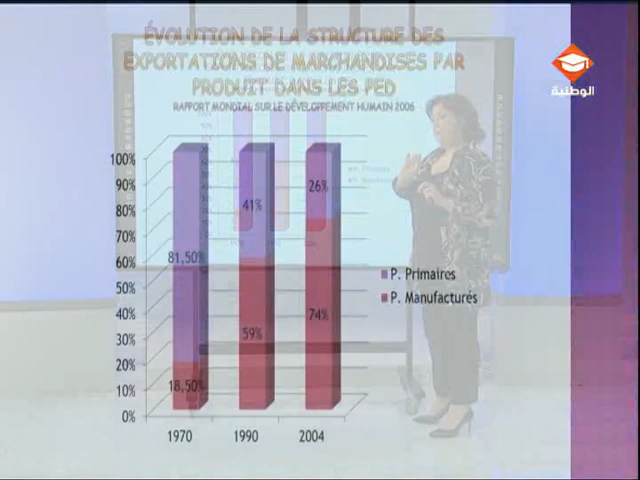 ÉVOLUTION DE LA STRUCTURE DES
EXPORTATIONS DE MARCHANDISES PAR
PRODUIT DANS LES PED
RAPPORT MONDIAL SUR LE DÉVELOPPEMENT HUMAIN 2006
الوطنية
100%
90%
80%
70%
60%
50%
40%
30%
20%
10%
0%
81,50%
18,50%
41%
59%
26%
74%
P. Primaires
P. Manufacturés
1970 1990 2004